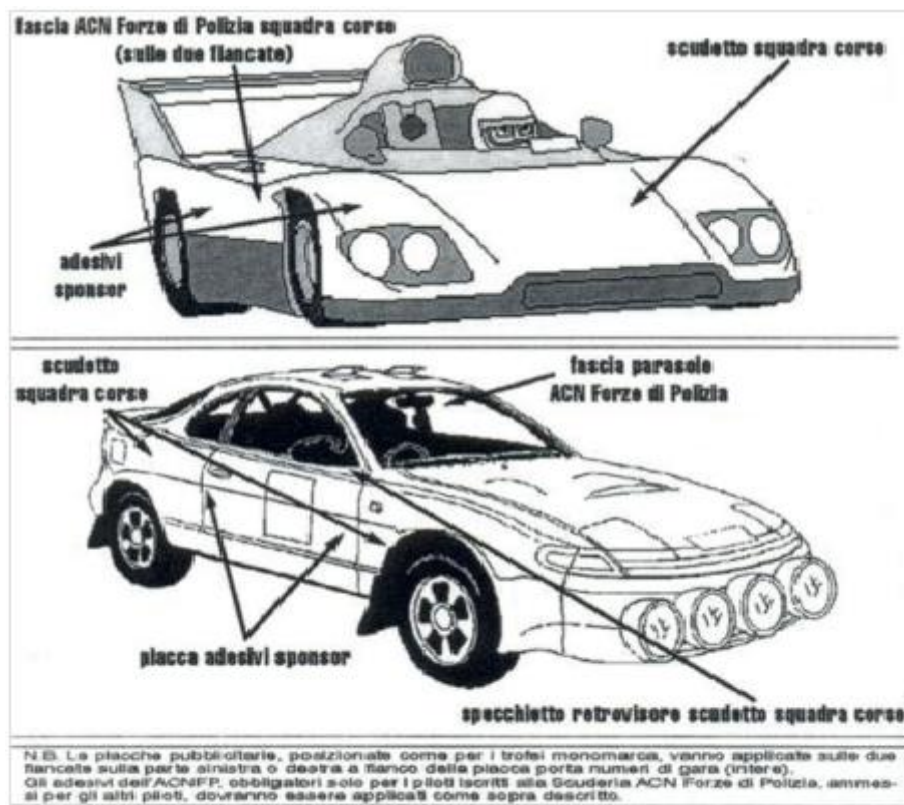 fascia ACN Forze di Polizia squadra corse
(sulle due fiancate)
scudetto squadra corse
adesivi
sponsor
scudetto
squadra corse
fascia parasole
ACN Forze di Polizia
placca adesivi sponsor
specchietto retrovisore scudetto squadra corse
N.B. Le placche pubblicitarie, posizionate come per i trofei monomarca, vanno applicate sulle due
fiancate sulla parte sinistra o destra a fianco della placca porta numeri di gara (intere).
Gli adesivi dell'ACNFP, obbligatori solo per i piloti iscritti alla Scuderia ACN Forze di Polizia, ammes-
si per gli altri piloti, dovranno essere applicati come sopra descritto.